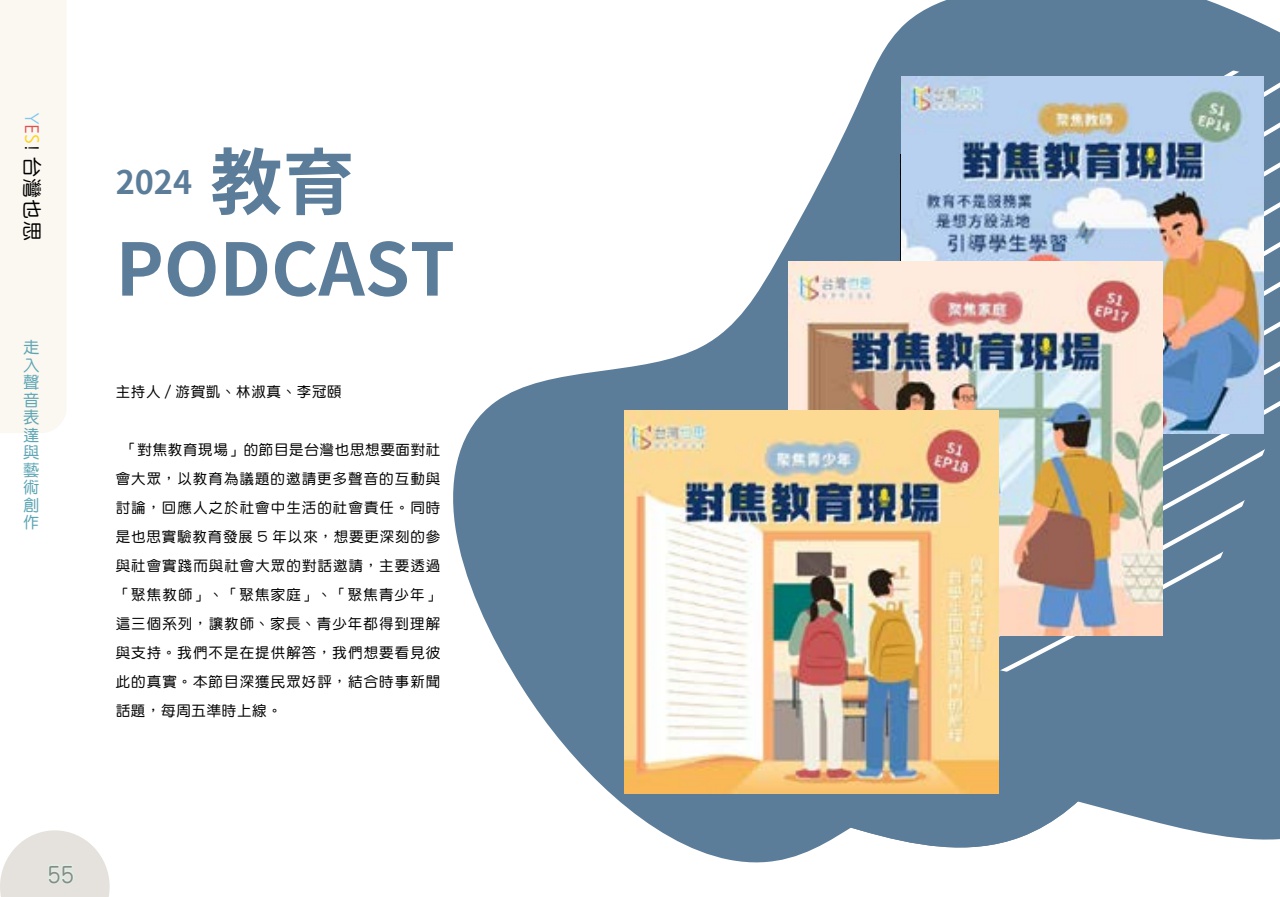 YES! 台灣也思
走入聲音表達與藝術創作
2024 教育
PODCAST
主持人 / 游賀凱、林淑真、李冠頤
「對焦教育現場」的節目是台灣也思想要面對社
會大眾，以教育為議題的邀請更多聲音的互動與
討論，回應人之於社會中生活的社會責任。同時
是也思實驗教育發展 5 年以來，想要更深刻的參
與社會實踐而與社會大眾的對話邀請，主要透過
「聚焦教師」、「聚焦家庭」、「聚焦青少年」
這三個系列，讓教師、家長、青少年都得到理解
與支持。我們不是在提供解答，我們想要看見彼
此的真實。本節目深獲民眾好評，結合時事新聞
話題，每周五準時上線。
台灣也思
聚焦教師
S1
EP14
對焦教育現場
教育不是服務業
是想方設法地
引導學生學習
台灣也思
聚焦家庭
S1
EP17
對焦教育現場
台灣也思
聚焦青少年
S1
EP18
對焦教育現場
與青少年對話
55